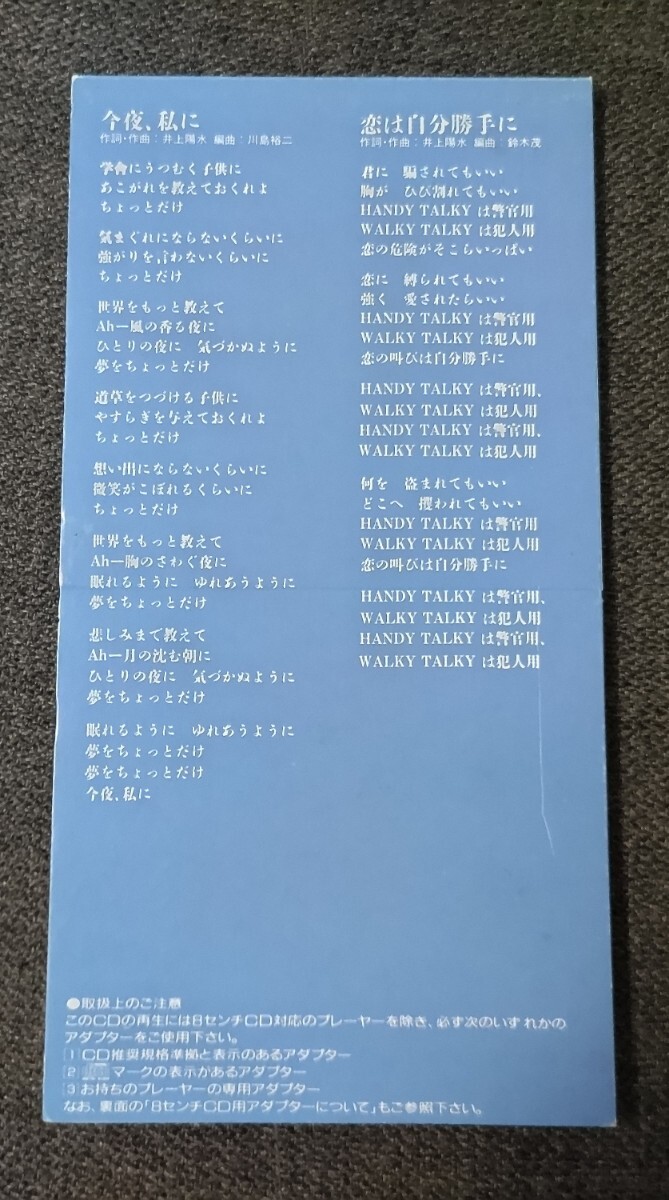 今夜、私に
作詞・作曲：井上陽水 編曲：川島裕二
学舎にうつむく子供に
あこがれを教えておくれよ
ちょっとだけ
気まぐれにならないくらいに
強がりを言わないくらいに
ちょっとだけ
世界をもっと教えて
Ah－風の香る夜に
ひとりの夜に　気づかぬように
夢をちょっとだけ
道草をつづける子供に
やすらぎを与えておくれよ
ちょっとだけ
想い出にならないくらいに
微笑がこぼれるくらいに
ちょっとだけ
世界をもっと教えて
Ah－胸のさわぐ夜に
眠れるように　ゆれあうように
夢をちょっとだけ
悲しみまで教えて
Ah－月の沈む朝に
ひとりの夜に　気づかぬように
夢をちょっとだけ
眠れるように　ゆれあうように
夢をちょっとだけ
夢をちょっとだけ
今夜、私に
恋は自分勝手に
作詞・作曲：井上陽水 編曲：鈴木茂
君に　騙されてもいい
胸が　ひび割れてもいい
HANDY TALKY は警官用
WALKY TALKY は犯人用
恋の危険がそこらいっぱい
恋に　縛られてもいい
強く　愛されたらいい
HANDY TALKY は警官用
WALKY TALKY は犯人用
恋の叫びは自分勝手に
HANDY TALKY は警官用、
WALKY TALKY は犯人用
HANDY TALKY は警官用、
WALKY TALKY は犯人用
何を　盗まれてもいい
どこへ　攫われてもいい
HANDY TALKY は警官用
WALKY TALKY は犯人用
恋の叫びは自分勝手に
HANDY TALKY は警官用、
WALKY TALKY は犯人用
HANDY TALKY は警官用、
WALKY TALKY は犯人用
●取扱上のご注意
このCDの再生には8センチCD対応のプレーヤーを除き、必ず次のいずれかの
アダプターをご使用下さい。
1 CD推奨規格準拠と表示のあるアダプター
2 マークの表示があるアダプター
3 お持ちのプレーヤーの専用アダプター
なお、裏面の「8センチCD用アダプターについて」もご参照下さい。